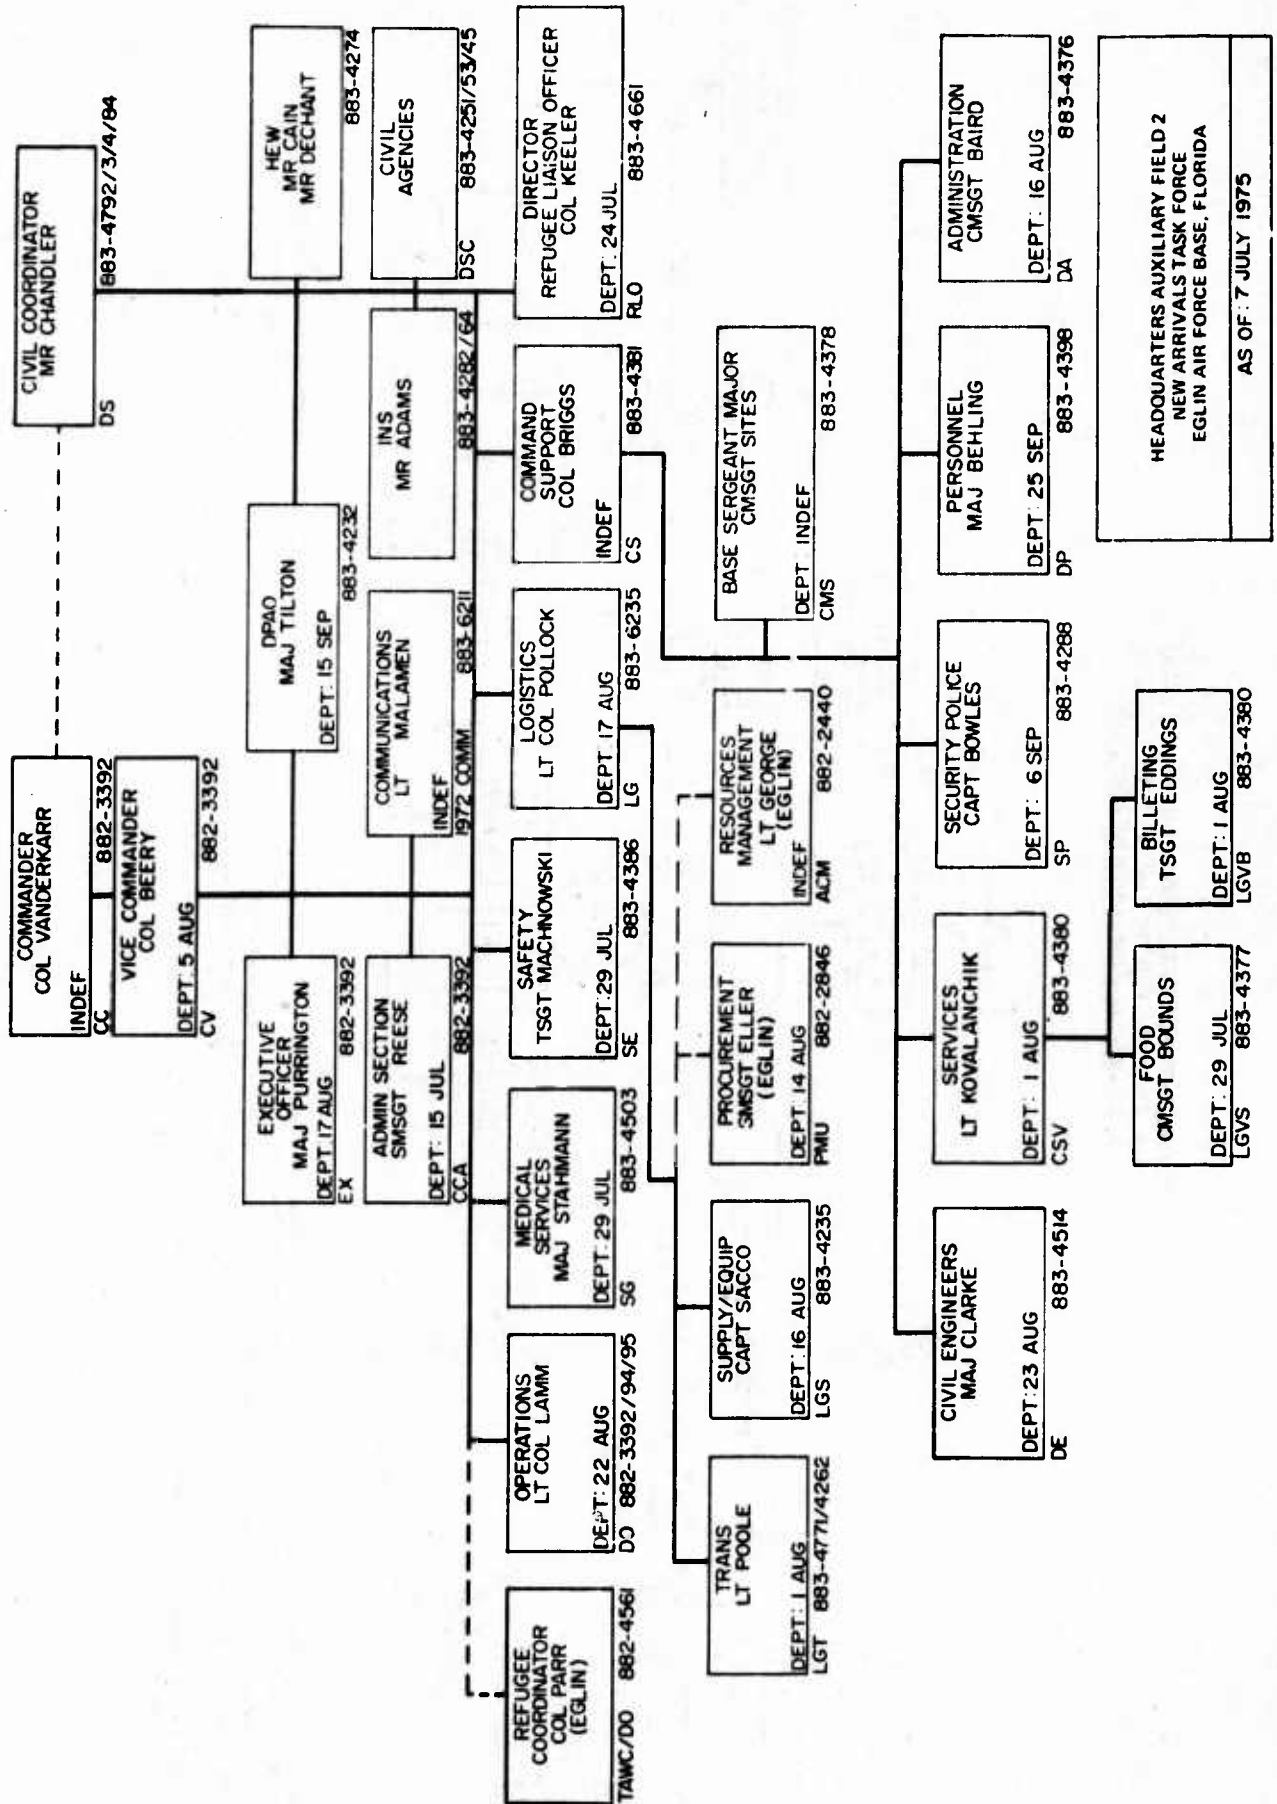 COMMANDER
COL VANDERKARR
INDEF
CC 882-3392
VICE COMMANDER
COL BEERY
DEPT: 5 AUG
CV 882-3392
CIVIL COORDINATOR
MR CHANDLER
DS 883-4792/3/4/84
EXECUTIVE
OFFICER
MAJ PURRINGTON
DEPT. 17 AUG
EX 882-3392
DPAO
MAJ TILTON
DEPT: 15 SEP
883-4232
HEW
MR CAIN
MR DECHANT
883-4274
ADMIN SECTION
SMSGT REESE
DEPT: 15 JUL
CCA 882-3392
COMMUNICATIONS
LT MALAMEN
INDEF
1972 COMM 883-6211
INS
MR ADAMS
883-4282/64
CIVIL
AGENCIES
DSC 883-4251/53/45
REFUGEE
COORDINATOR
COL PARR
(EGLIN)
TAWC/DO 882-4561
OPERATIONS
LT COL LAMM
DEPT: 22 AUG
DO 882-3392/94/95
MEDICAL
SERVICES
MAJ STAHMANN
DEPT: 29 JUL
SG 883-4503
SAFETY
TSGT MACHNOWSKI
DEPT: 29 JUL
SE 883-4386
LOGISTICS
LT COL POLLOCK
DEPT. 17 AUG
LG 883-6235
COMMAND
SUPPORT
COL BRIGGS
INDEF
CS 883-4381
DIRECTOR
REFUGEE LIAISON OFFICER
COL KEELER
DEPT: 24 JUL
RLO 883-4661
TRANS
LT POOLE
DEPT: 1 AUG
LGT 883-4771/4262
SUPPLY/EQUIP
CAPT SACCO
DEPT: 16 AUG
LGS 883-4235
PROCUREMENT
SMSGT ELLER
(EGLIN)
DEPT: 14 AUG
PMU 882-2846
RESOURCES
MANAGEMENT
LT GEORGE
(EGLIN)
INDEF
ACM 882-2440
BASE SERGEANT MAJOR
CMSGT SITES
DEPT: INDEF
CMS 883-4378
CIVIL ENGINEERS
MAJ CLARKE
DEPT: 23 AUG
DE 883-4514
SERVICES
LT KOVALANCHIK
DEPT: 1 AUG
CSV 883-4380
SECURITY POLICE
CAPT BOWLES
DEPT: 6 SEP
SP 883-4288
PERSONNEL
MAJ BEHLING
DEPT: 25 SEP
DP 883-4398
ADMINISTRATION
CMSGT BAIRD
DEPT: 16 AUG
DA 883-4376
FOOD
CMSGT BOUNDS
DEPT: 29 JUL
LGVS 883-4377
BILLETING
TSGT EDDINGS
DEPT: 1 AUG
LGVB 883-4380
HEADQUARTERS AUXILIARY FIELD 2
NEW ARRIVALS TASK FORCE
EGLIN AIR FORCE BASE, FLORIDA
AS OF: 7 JULY 1975